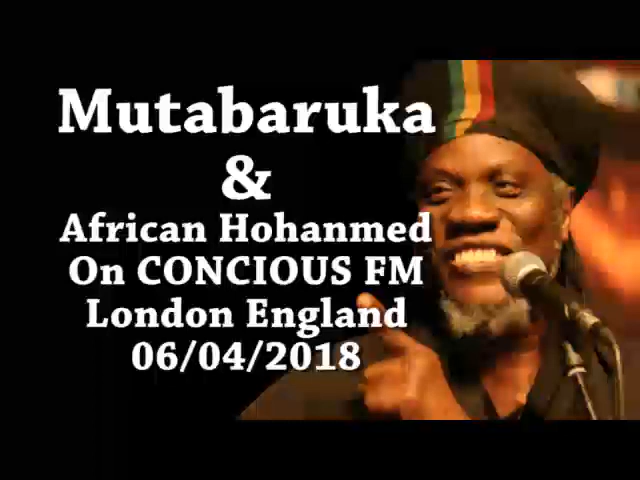 Mutabaruka
&
African Hohanmed
On CONCIOUS FM
London England
06/04/2018